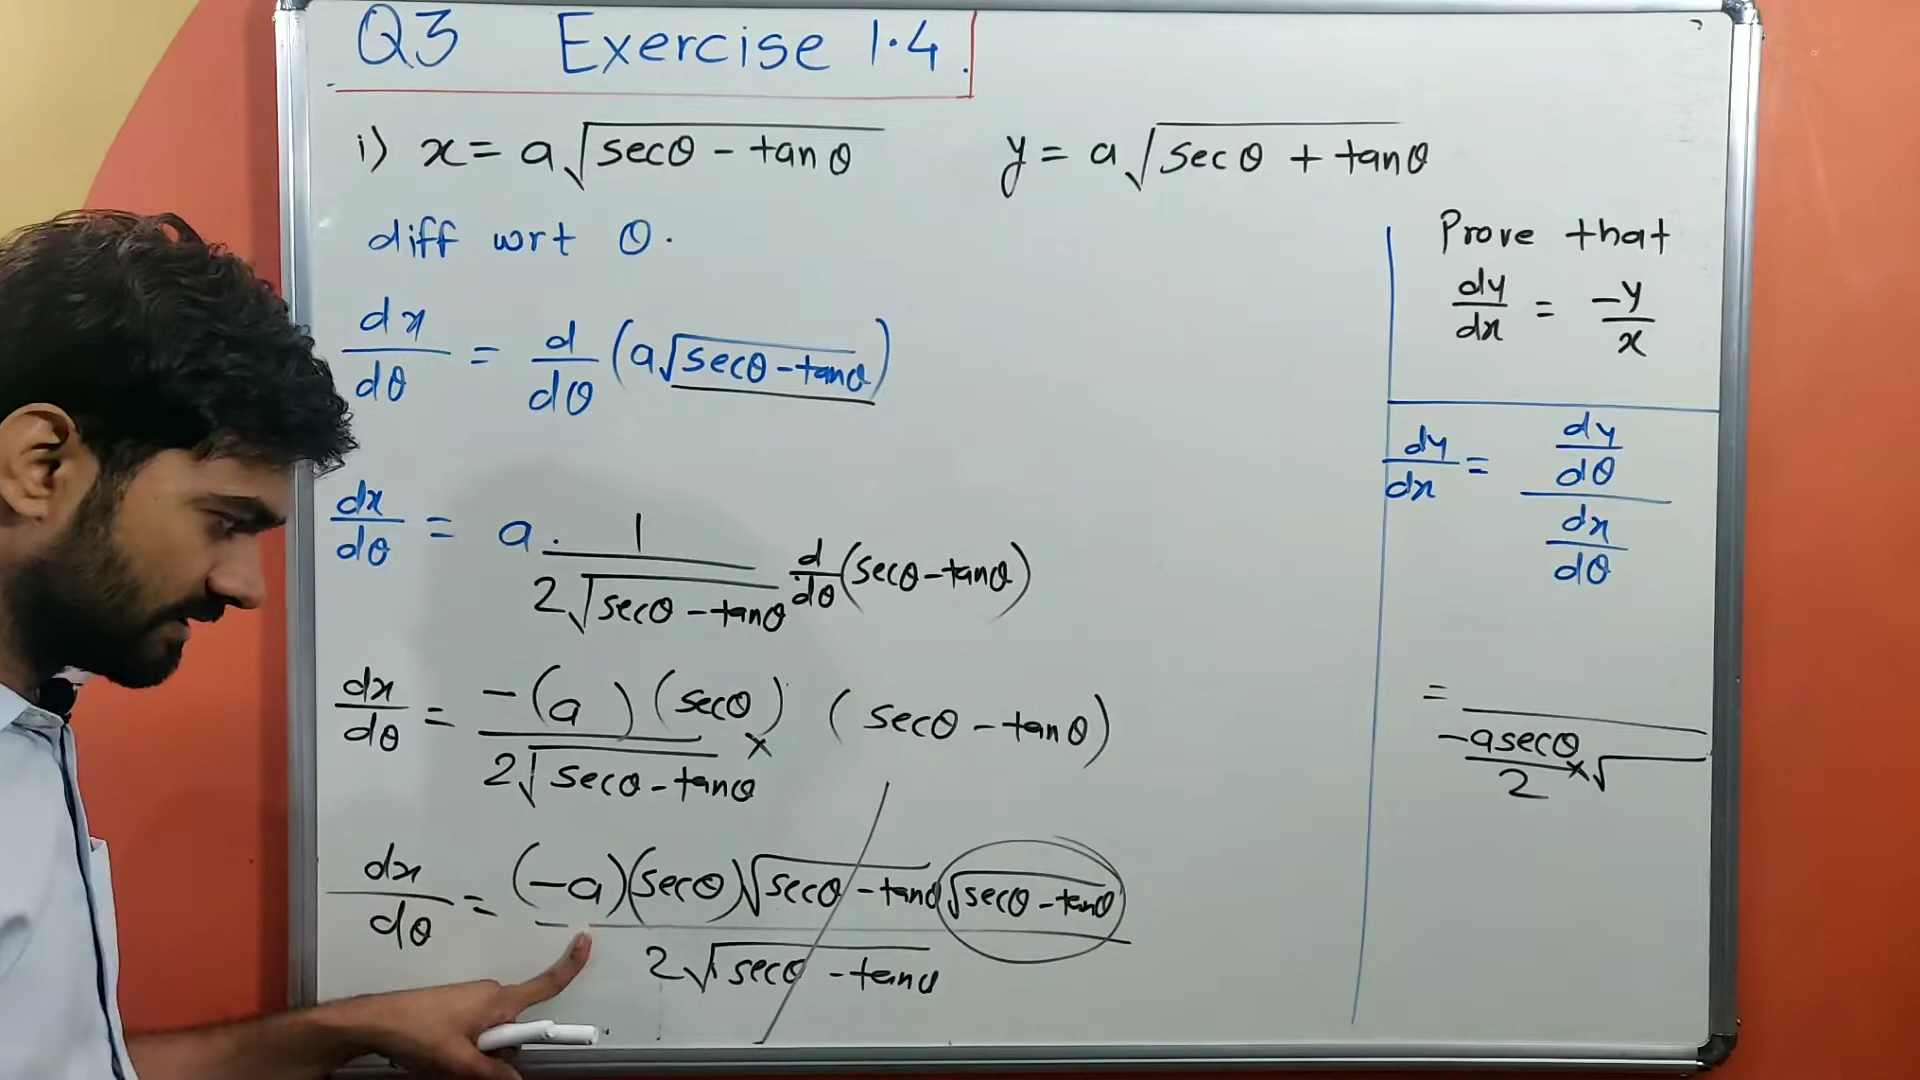 Q3 Exercise 1.4
i) x = a√(secθ - tanθ) y = a√(secθ + tanθ)
diff wrt θ.
dx/dθ = d/dθ (a√(secθ - tanθ))
dx/dθ = a. 1/(2√(secθ - tanθ)) d/dθ (secθ - tanθ)
dx/dθ = -(a)(secθ)/(2√(secθ - tanθ)) × (secθ - tanθ)
dx/dθ = (-a)(secθ)√(secθ - tanθ)√(secθ - tanθ)/(2√(secθ - tanθ))
Prove that
dy/dx = -y/x
dy/dx = (dy/dθ)/(dx/dθ)
= /(-asecθ/2 × √)